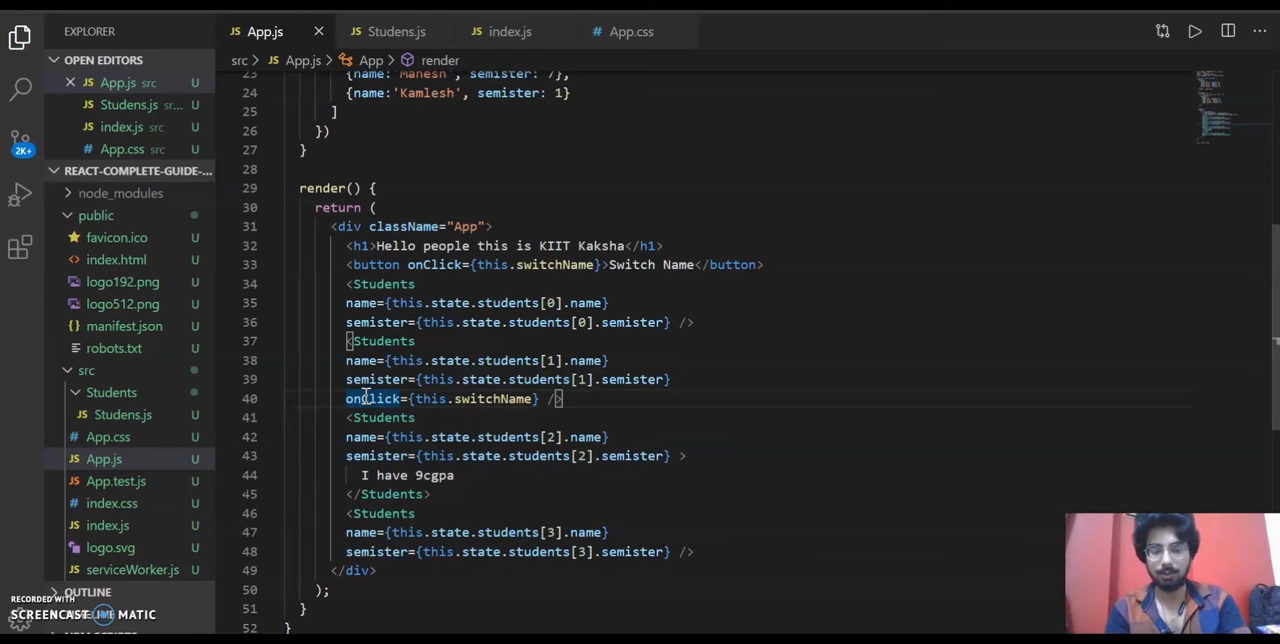 EXPLORER
OPEN EDITORS
App.js src U
Studens.js sr... U
index.js src U
App.css src U
2K+
REACT-COMPLETE-GUIDE-...
node_modules
public
favicon.ico U
index.html U
logo192.png U
logo512.png U
manifest.json U
robots.txt U
src
Students
Studens.js U
App.css U
App.js U
App.test.js U
index.css U
index.js U
logo.svg U
serviceWorker.js U
OUTLINE
RECORDED WITH
SCREENCAST MATIC
JS App.js
JS Studens.js
JS index.js
# App.css
src > JS App.js > App > render
23 {name:'Manesh', semister: 7},
24 {name:'Kamlesh', semister: 1}
25 ]
26 })
27 }
28
29 render() {
30 return (
31 <div className="App">
32 <h1>Hello people this is KIIT Kaksha</h1>
33 <button onClick={this.switchName}>Switch Name</button>
34 <Students
35 name={this.state.students[0].name}
36 semister={this.state.students[0].semister} />
37 <Students
38 name={this.state.students[1].name}
39 semister={this.state.students[1].semister}
40 onClick={this.switchName} />
41 <Students
42 name={this.state.students[2].name}
43 semister={this.state.students[2].semister} >
44 I have 9cgpa
45 </Students>
46 <Students
47 name={this.state.students[3].name}
48 semister={this.state.students[3].semister} />
49 </div>
50 );
51 }
52 }